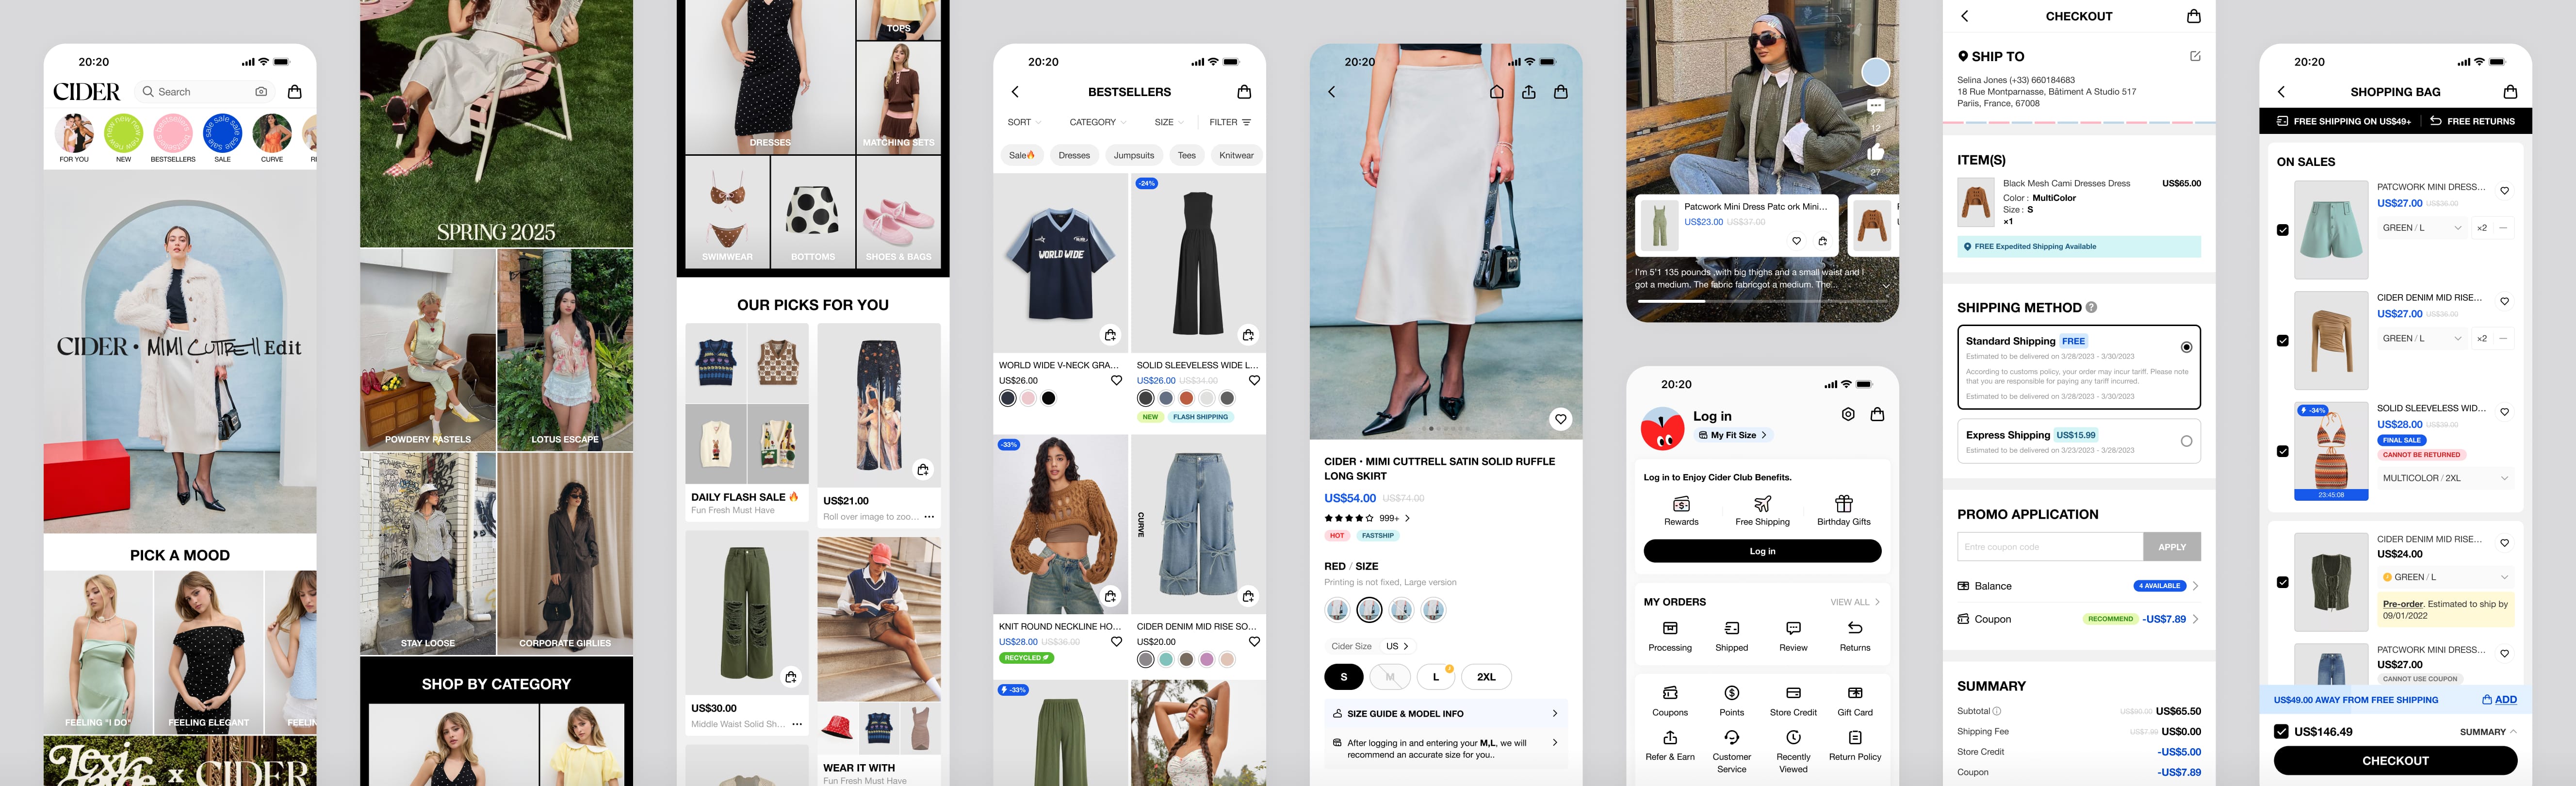 20:20
CIDER
Search
new new new
sale sale sale
FOR YOU
NEW
BESTSELLERS
SALE
CURVE
CIDER • MIMI CUTTRELL Edit
PICK A MOOD
FEELING "I DO"
FEELING ELEGANT
x CIDER
SPRING 2025
POWDERY PASTELS
LOTUS ESCAPE
STAY LOOSE
CORPORATE GIRLIES
SHOP BY CATEGORY
TOPS
DRESSES
MATCHING SETS
SWIMWEAR
BOTTOMS
SHOES & BAGS
OUR PICKS FOR YOU
DAILY FLASH SALE
Fun Fresh Must Have
US$21.00
Roll over image to zoo...
US$30.00
Middle Waist Solid Sh...
WEAR IT WITH
Fun Fresh Must Have
20:20
BESTSELLERS
SORT
CATEGORY
SIZE
FILTER
Sale
Dresses
Jumpsuits
Tees
Knitwear
WORLD WIDE
-24%
WORLD WIDE V-NECK GRA...
US$26.00
SOLID SLEEVELESS WIDE L...
US$26.00 US$34.00
NEW
FLASH SHIPPING
-33%
CURVE
KNIT ROUND NECKLINE HO...
US$28.00 US$36.00
RECYCLED
CIDER DENIM MID RISE SO...
US$20.00
-33%
20:20
CIDER • MIMI CUTTRELL SATIN SOLID RUFFLE
LONG SKIRT
US$54.00 US$74.00
999+
HOT
FASTSHIP
RED / SIZE
Printing is not fixed, Large version
Cider Size
US
S
M
L
2XL
SIZE GUIDE & MODEL INFO
After logging in and entering your M,L, we will
recommend an accurate size for you..
12
27
Patcwork Mini Dress Patc ork Mini...
US$23.00 US$37.00
I'm 5'1 135 pounds ,with big thighs and a small waist and I
got a medium. The fabric fabricgot a medium. The..
20:20
Log in
My Fit Size
Log in to Enjoy Cider Club Benefits.
Rewards
Free Shipping
Birthday Gifts
Log in
MY ORDERS
VIEW ALL
Processing
Shipped
Review
Returns
Coupons
Points
Store Credit
Gift Card
Refer & Earn
Customer
Service
Recently
Viewed
Return Policy
CHECKOUT
SHIP TO
Selina Jones (+33) 660184683
18 Rue Montparnasse, Bâtiment A Studio 517
Pariis, France, 67008
ITEM(S)
Black Mesh Cami Dresses Dress
US$65.00
Color : MultiColor
Size : S
×1
FREE Expedited Shipping Available
SHIPPING METHOD
Standard Shipping FREE
Estimated to be delivered on 3/28/2023 - 3/30/2023
According to customs policy, your order may incur tariff. Please note
that you are responsible for paying any tariff incurred.
Estimated to be delivered on 3/28/2023 - 3/30/2023
Express Shipping US$15.99
Estimated to be delivered on 3/23/2023 - 3/28/2023
PROMO APPLICATION
Entre coupon code
APPLY
Balance
4 AVAILABLE
Coupon
RECOMMEND
-US$7.89
SUMMARY
Subtotal
US$65.50
Shipping Fee
US$0.00
Store Credit
-US$5.00
Coupon
-US$7.89
20:20
SHOPPING BAG
FREE SHIPPING ON US$49+
FREE RETURNS
ON SALES
PATCWORK MINI DRESS...
US$27.00 US$36.00
GREEN / L
×2
CIDER DENIM MID RISE...
US$27.00 US$36.00
GREEN / L
×2
-34%
23:45:08
SOLID SLEEVELESS WID...
US$28.00 US$39.00
FINAL SALE
CANNOT BE RETURNED
MULTICOLOR / 2XL
CIDER DENIM MID RISE...
US$24.00
GREEN / L
Pre-order. Estimated to ship by
09/01/2022
PATCWORK MINI DRESS...
US$27.00
CANNOT USE COUPON
US$49.00 AWAY FROM FREE SHIPPING
ADD
US$146.49
SUMMARY
CHECKOUT